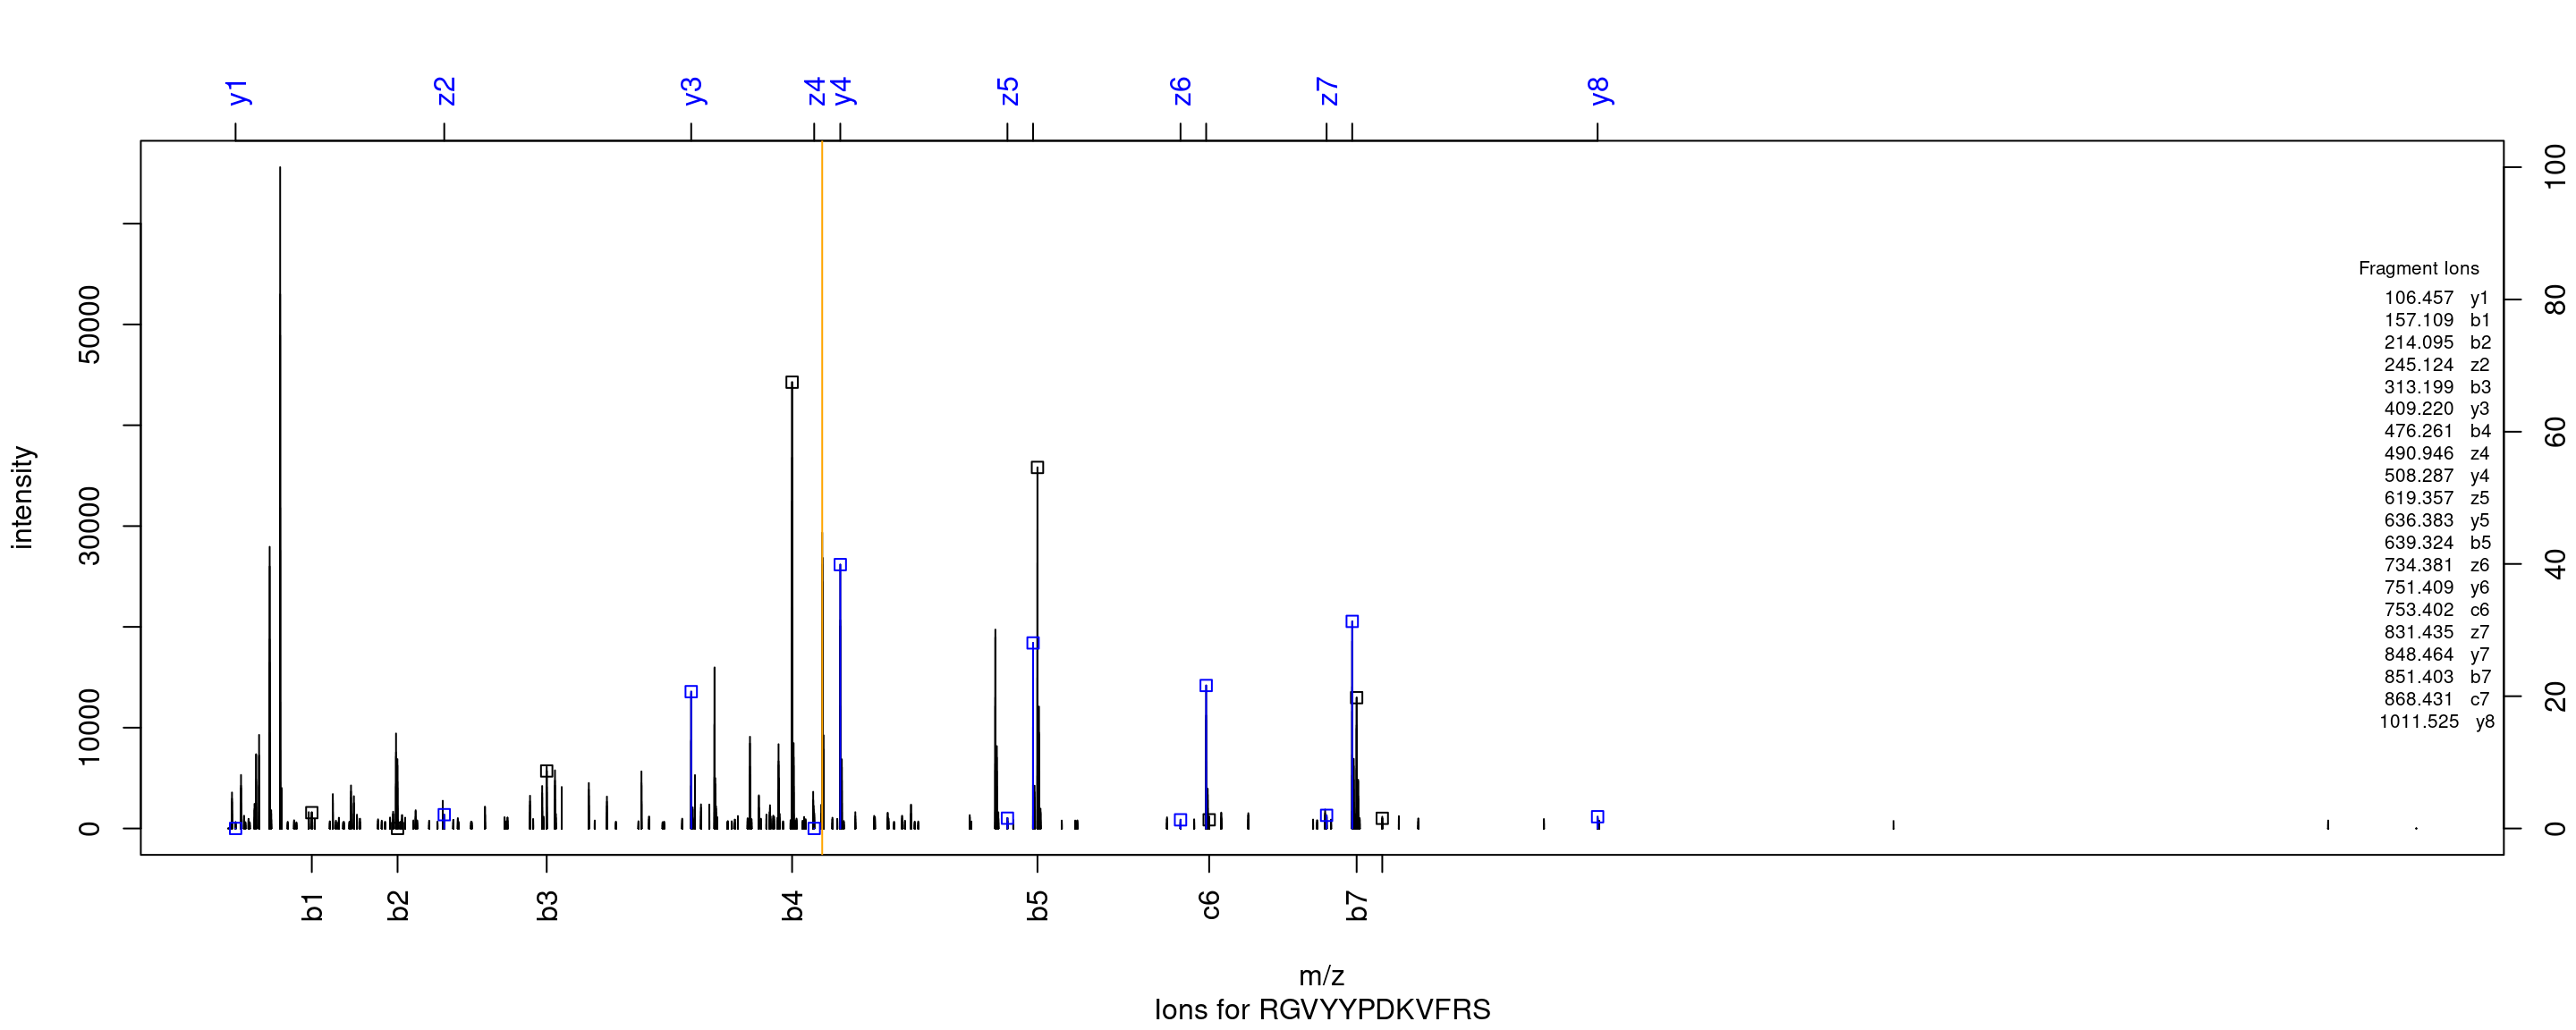 y1 z2 y3 z4 y4 z5 z6 z7 y8
intensity
0 10000 30000 50000
0 20 40 60 80 100
Fragment Ions
106.457 y1
157.109 b1
214.095 b2
245.124 z2
313.199 b3
409.220 y3
476.261 b4
490.946 z4
508.287 y4
619.357 z5
636.383 y5
639.324 b5
734.381 z6
751.409 y6
753.402 c6
831.435 z7
848.464 y7
851.403 b7
868.431 c7
1011.525 y8
b1 b2 b3 b4 b5 c6 b7
m/z
Ions for RGVYYPDKVFRS